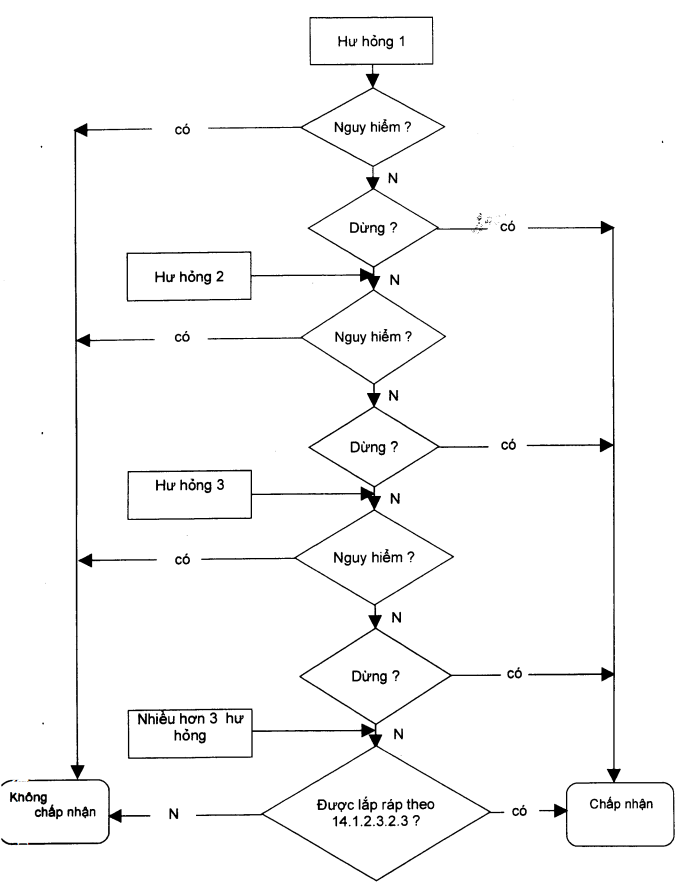 Hư hỏng 1
Nguy hiểm ?
có
N
Dừng ?
có
Hư hỏng 2
N
Nguy hiểm ?
có
N
Dừng ?
có
Hư hỏng 3
N
Nguy hiểm ?
có
N
Dừng ?
có
Nhiều hơn 3 hư
hỏng
N
Được lắp ráp theo
14.1.2.3.2.3 ?
N
có
Không
chấp nhận
Chấp nhận